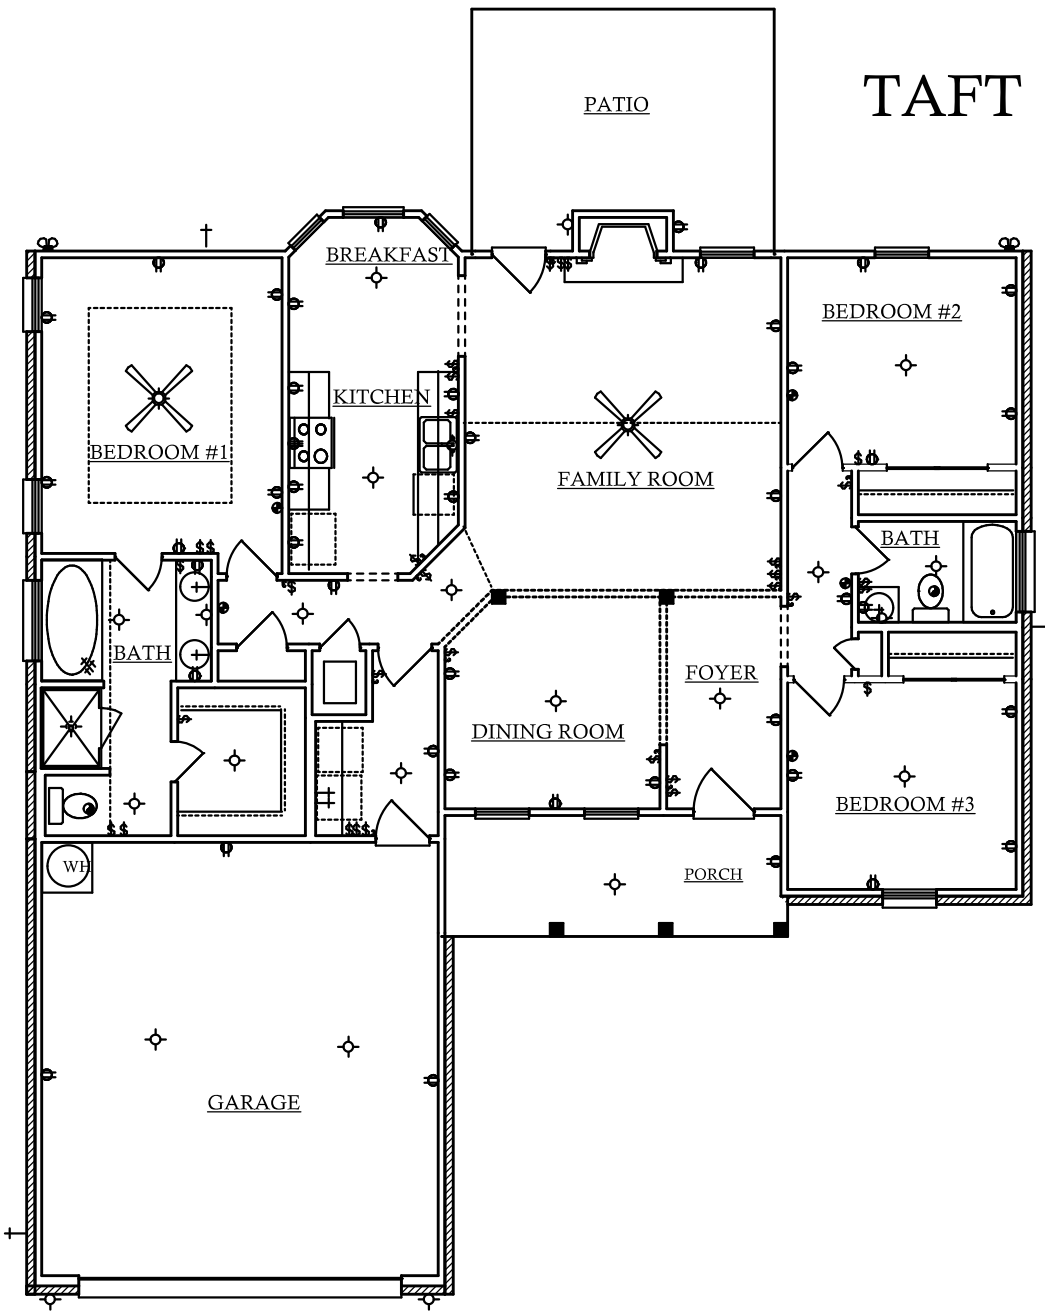 TAFT
PATIO
BREAKFAST
BEDROOM #2
KITCHEN
BEDROOM #1
FAMILY ROOM
BATH
BATH
FOYER
DINING ROOM
BEDROOM #3
WH
PORCH
GARAGE